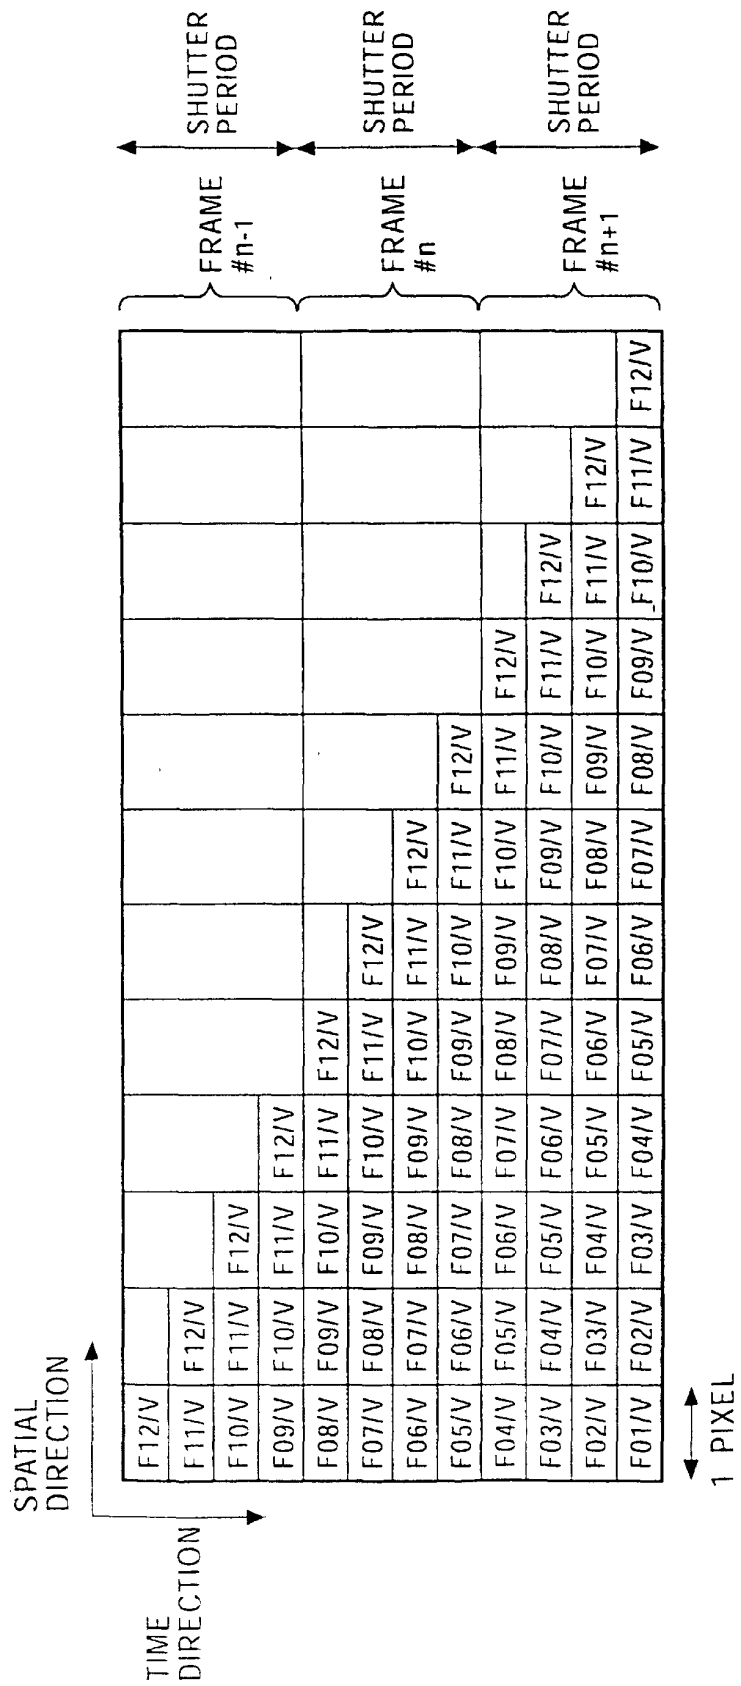 SPATIAL
DIRECTION
TIME
DIRECTION
F12/V
F11/V F12/V
F10/V F11/V F12/V
F09/V F10/V F11/V F12/V
FRAME
#n-1
SHUTTER
PERIOD
F08/V F09/V F10/V F11/V F12/V
F07/V F08/V F09/V F10/V F11/V F12/V
F06/V F07/V F08/V F09/V F10/V F11/V F12/V
F05/V F06/V F07/V F08/V F09/V F10/V F11/V F12/V
FRAME
#n
SHUTTER
PERIOD
F04/V F05/V F06/V F07/V F08/V F09/V F10/V F11/V F12/V
F03/V F04/V F05/V F06/V F07/V F08/V F09/V F10/V F11/V F12/V
F02/V F03/V F04/V F05/V F06/V F07/V F08/V F09/V F10/V F11/V F12/V
F01/V F02/V F03/V F04/V F05/V F06/V F07/V F08/V F09/V F10/V F11/V F12/V
FRAME
#n+1
SHUTTER
PERIOD
1 PIXEL